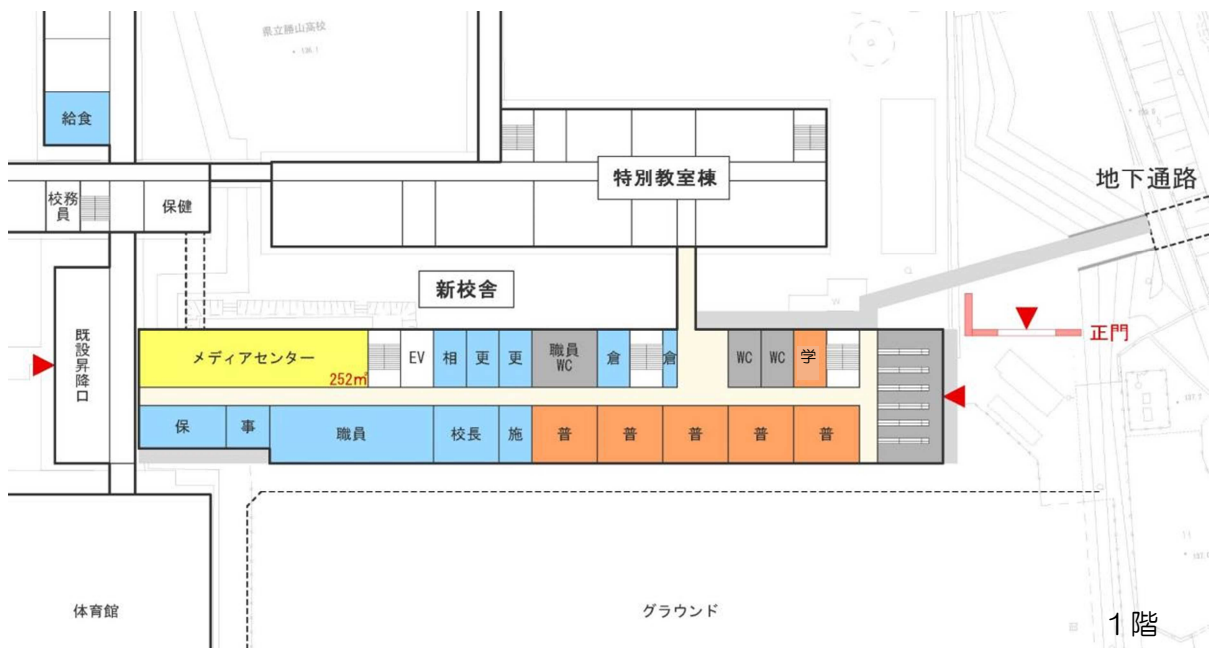 県立勝山高校
給食
特別教室棟
地下通路
校務
員
保健
新校舎
正門
既設昇降口
メディアセンター
252㎡
EV
相
更
更
職員
WC
倉
倉
WC
WC
学
保
事
職員
校長
施
普
普
普
普
普
体育館
グラウンド
1階